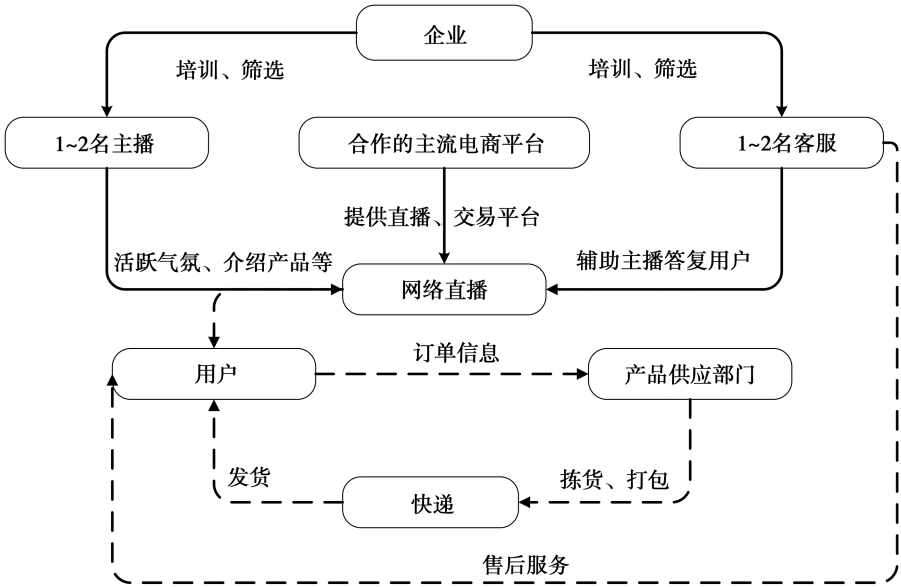 企业
培训、筛选
培训、筛选
1~2名主播
合作的主流电商平台
1~2名客服
提供直播、交易平台
活跃气氛、介绍产品等
辅助主播答复用户
网络直播
订单信息
用户
产品供应部门
发货
拣货、打包
快递
售后服务